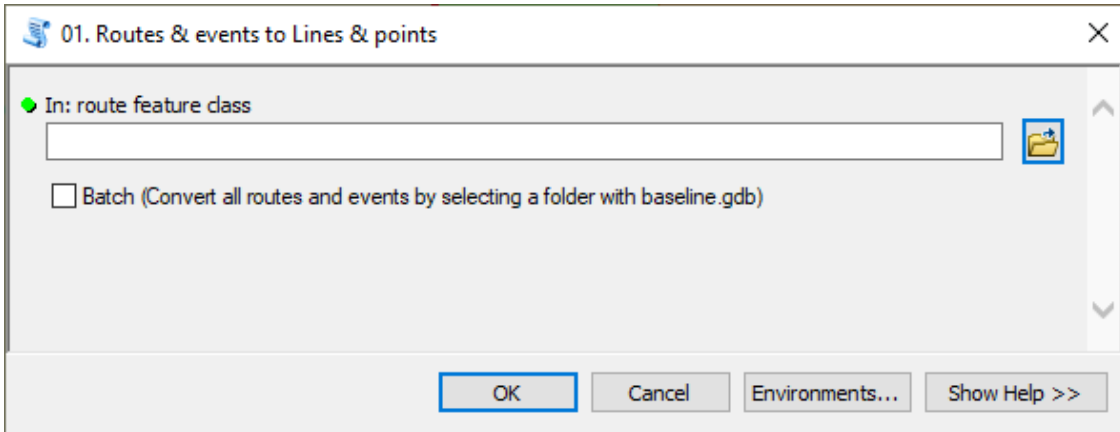 01. Routes & events to Lines & points
In: route feature class
Batch (Convert all routes and events by selecting a folder with baseline.gdb)
OK Cancel Environments... Show Help >>